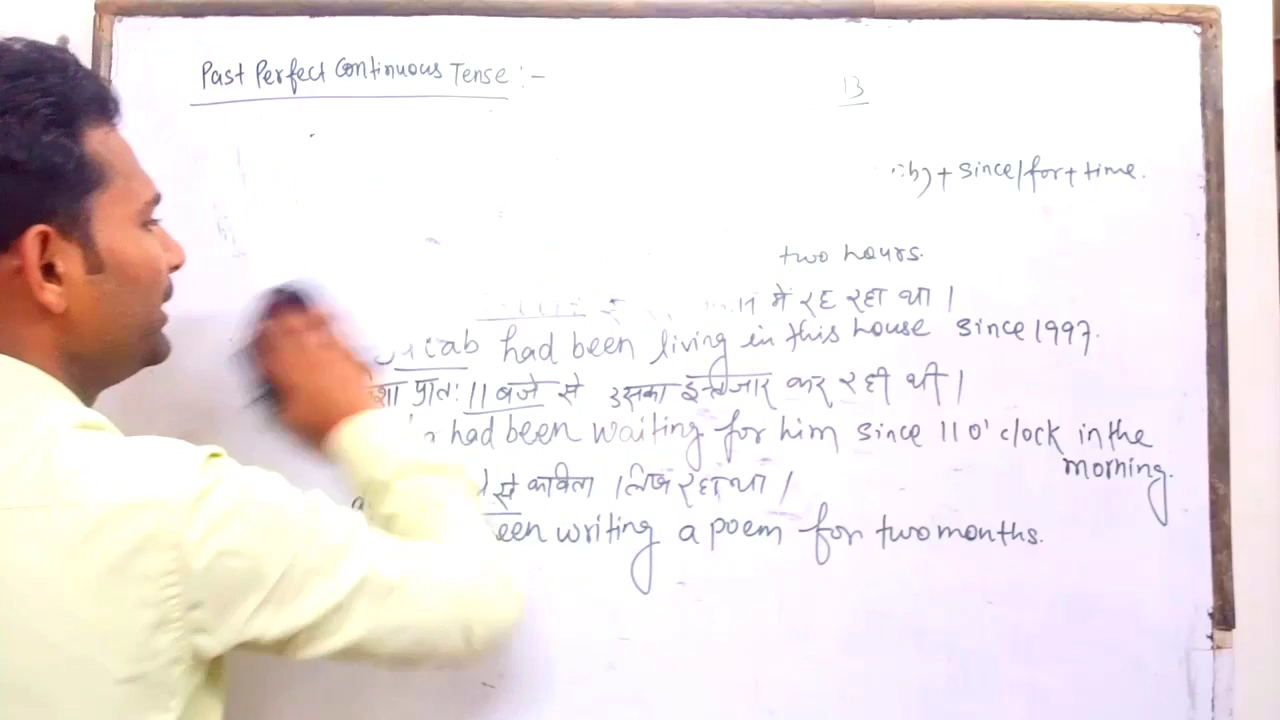 Past Perfect Continuous Tense :-
13
+ since/for + time.
two hours.
में रह रहा था।
had been living in this house since 1997.
प्रातः 11 बजे से उसका इन्तजार कर रही थी।
had been waiting for him since 11 o'clock in the
morning.
से कविता लिख रहा था।
writing a poem for two months.